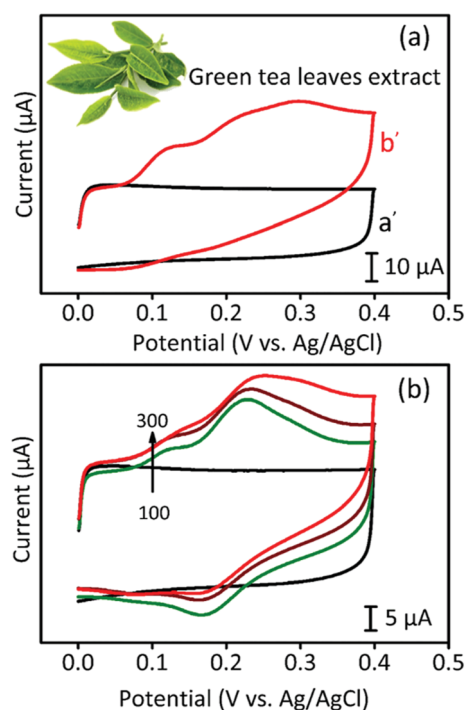 (a)
Green tea leaves extract
b’
a’
10 μA
Current (μA)
0.0 0.1 0.2 0.3 0.4 0.5
Potential (V vs. Ag/AgCl)
(b)
300
100
5 μA
Current (μA)
0.0 0.1 0.2 0.3 0.4 0.5
Potential (V vs. Ag/AgCl)